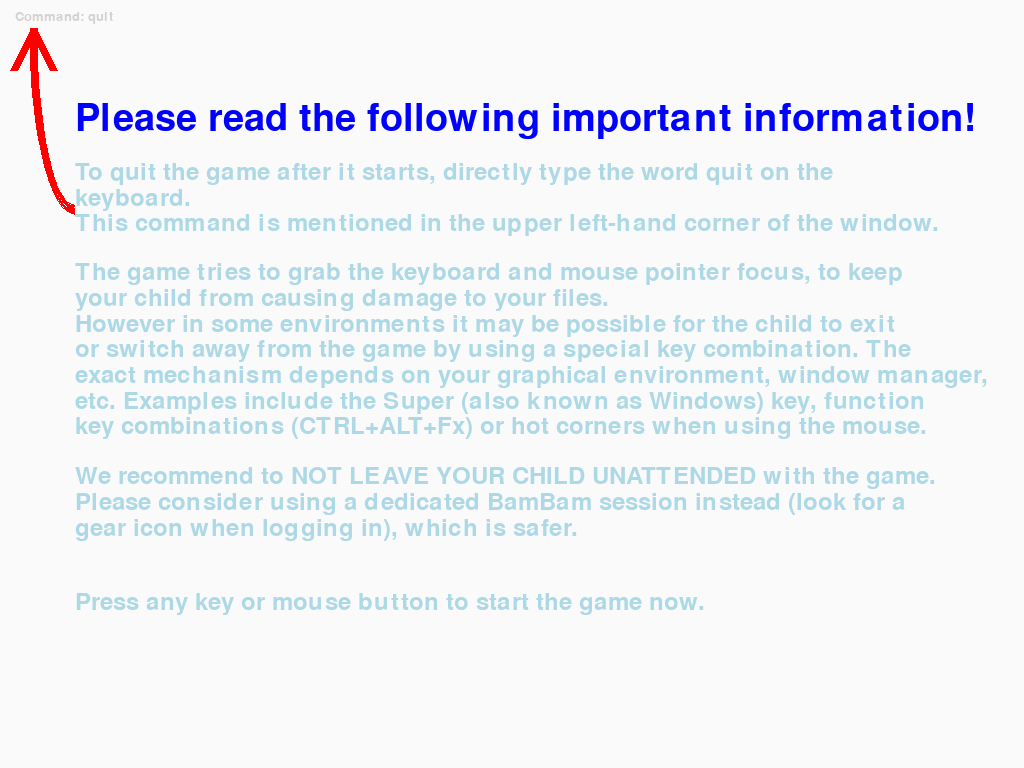 Command: quit
Please read the following important information!
To quit the game after it starts, directly type the word quit on the
keyboard.
This command is mentioned in the upper left-hand corner of the window.
The game tries to grab the keyboard and mouse pointer focus, to keep
your child from causing damage to your files.
However in some environments it may be possible for the child to exit
or switch away from the game by using a special key combination. The
exact mechanism depends on your graphical environment, window manager,
etc. Examples include the Super (also known as Windows) key, function
key combinations (CTRL+ALT+Fx) or hot corners when using the mouse.
We recommend to NOT LEAVE YOUR CHILD UNATTENDED with the game.
Please consider using a dedicated BamBam session instead (look for a
gear icon when logging in), which is safer.
Press any key or mouse button to start the game now.